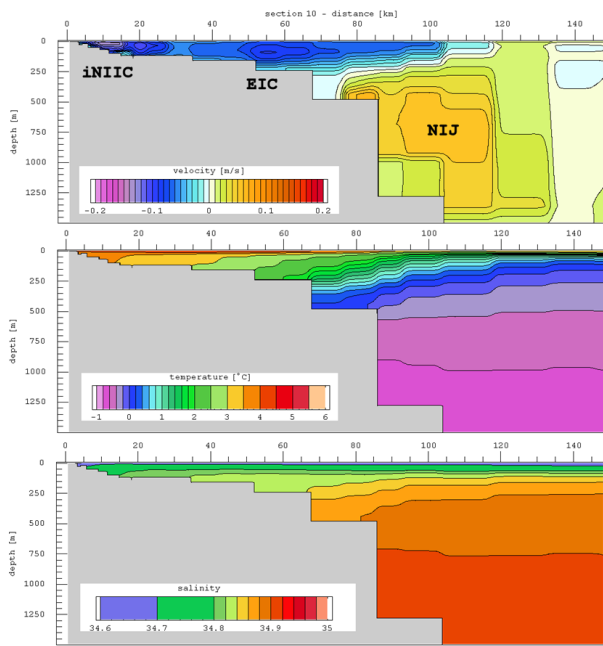 section 10 - distance [km]
0 20 40 60 80 100 120 140
0
250
500
750
1000
1250
depth [m]
iNIIC
EIC
NIJ
velocity [m/s]
-0.2 -0.1 0 0.1 0.2
0 20 40 60 80 100 120 140
0
250
500
750
1000
1250
depth [m]
temperature [°C]
-1 0 1 2 3 4 5 6
0 20 40 60 80 100 120 140
0
250
500
750
1000
1250
depth [m]
salinity
34.6 34.7 34.8 34.9 35